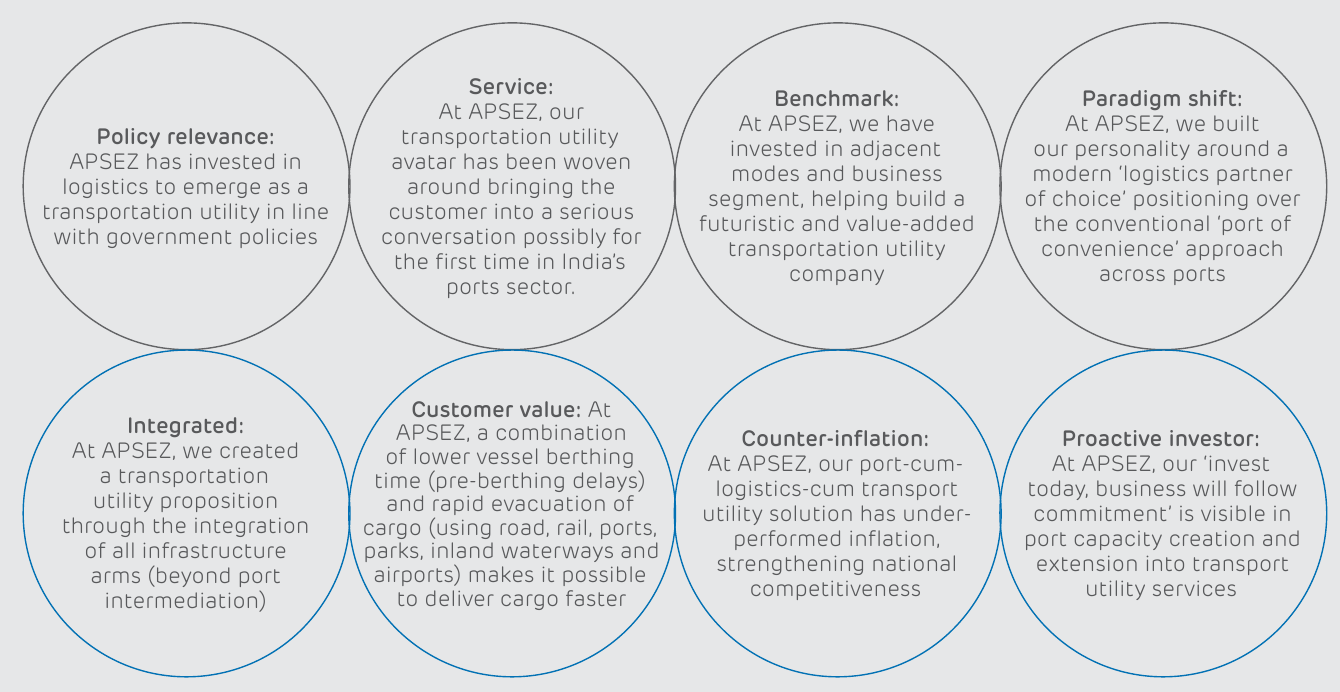 Policy relevance:
APSEZ has invested in
logistics to emerge as a
transportation utility in line
with government policies
Service:
At APSEZ, our
transportation utility
avatar has been woven
around bringing the
customer into a serious
conversation possibly for
the first time in India's
ports sector.
Benchmark:
At APSEZ, we have
invested in adjacent
modes and business
segment, helping build a
futuristic and value-added
transportation utility
company
Paradigm shift:
At APSEZ, we built
our personality around a
modern 'logistics partner
of choice' positioning over
the conventional 'port of
convenience' approach
across ports
Integrated:
At APSEZ, we created
a transportation
utility proposition
through the integration
of all infrastructure
arms (beyond port
intermediation)
Customer value: At
APSEZ, a combination
of lower vessel berthing
time (pre-berthing delays)
and rapid evacuation of
cargo (using road, rail, ports,
parks, inland waterways and
airports) makes it possible
to deliver cargo faster
Counter-inflation:
At APSEZ, our port-cum-
logistics-cum transport
utility solution has under-
performed inflation,
strengthening national
competitiveness
Proactive investor:
At APSEZ, our 'invest
today, business will follow
commitment' is visible in
port capacity creation and
extension into transport
utility services